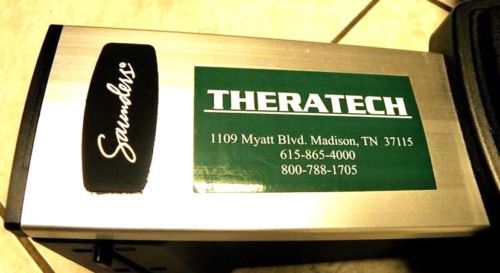 Saunders
THERATECH
1109 Myatt Blvd. Madison, TN 37115
615-865-4000
800-788-1705